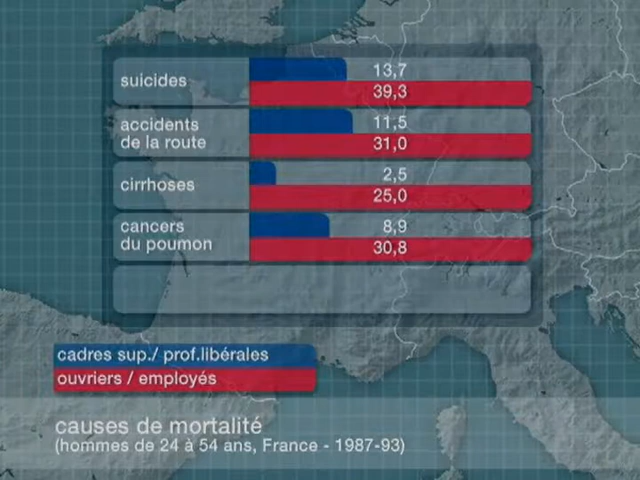 suicides 13,7
39,3
accidents 11,5
de la route 31,0
cirrhoses 2,5
25,0
cancers 8,9
du poumon 30,8
cadres sup./ prof.libérales
ouvriers / employés
causes de mortalité
(hommes de 24 à 54 ans, France - 1987-93)